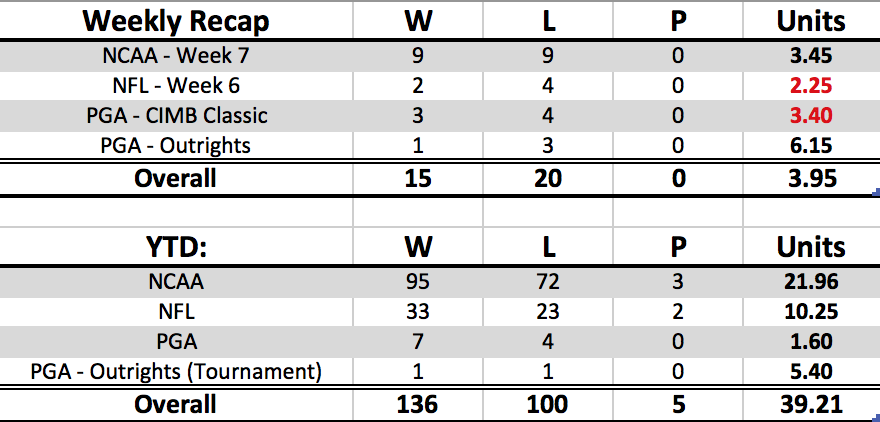 Weekly Recap W L P Units
NCAA - Week 7 9 9 0 3.45
NFL - Week 6 2 4 0 2.25
PGA - CIMB Classic 3 4 0 3.40
PGA - Outrights 1 3 0 6.15
Overall 15 20 0 3.95
YTD: W L P Units
NCAA 95 72 3 21.96
NFL 33 23 2 10.25
PGA 7 4 0 1.60
PGA - Outrights (Tournament) 1 1 0 5.40
Overall 136 100 5 39.21